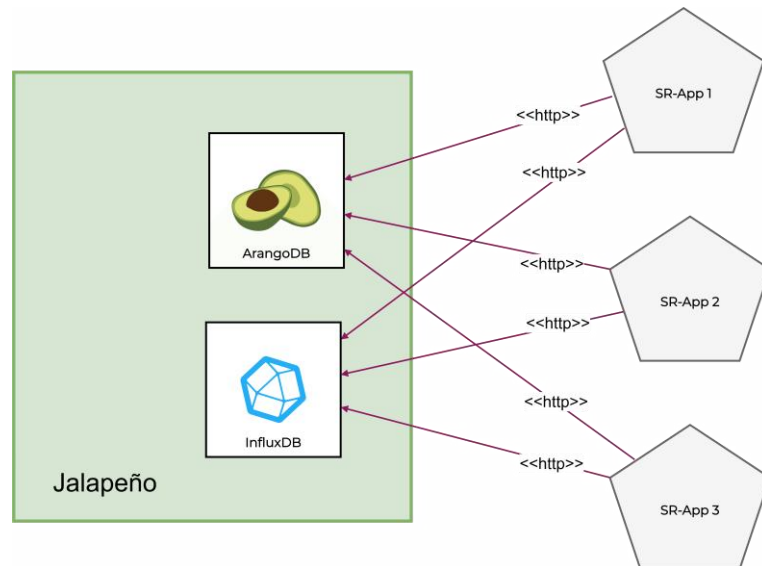 SR-App 1
<<http>>
<<http>>
ArangoDB
<<http>>
SR-App 2
<<http>>
<<http>>
InfluxDB
<<http>>
Jalapeño
SR-App 3